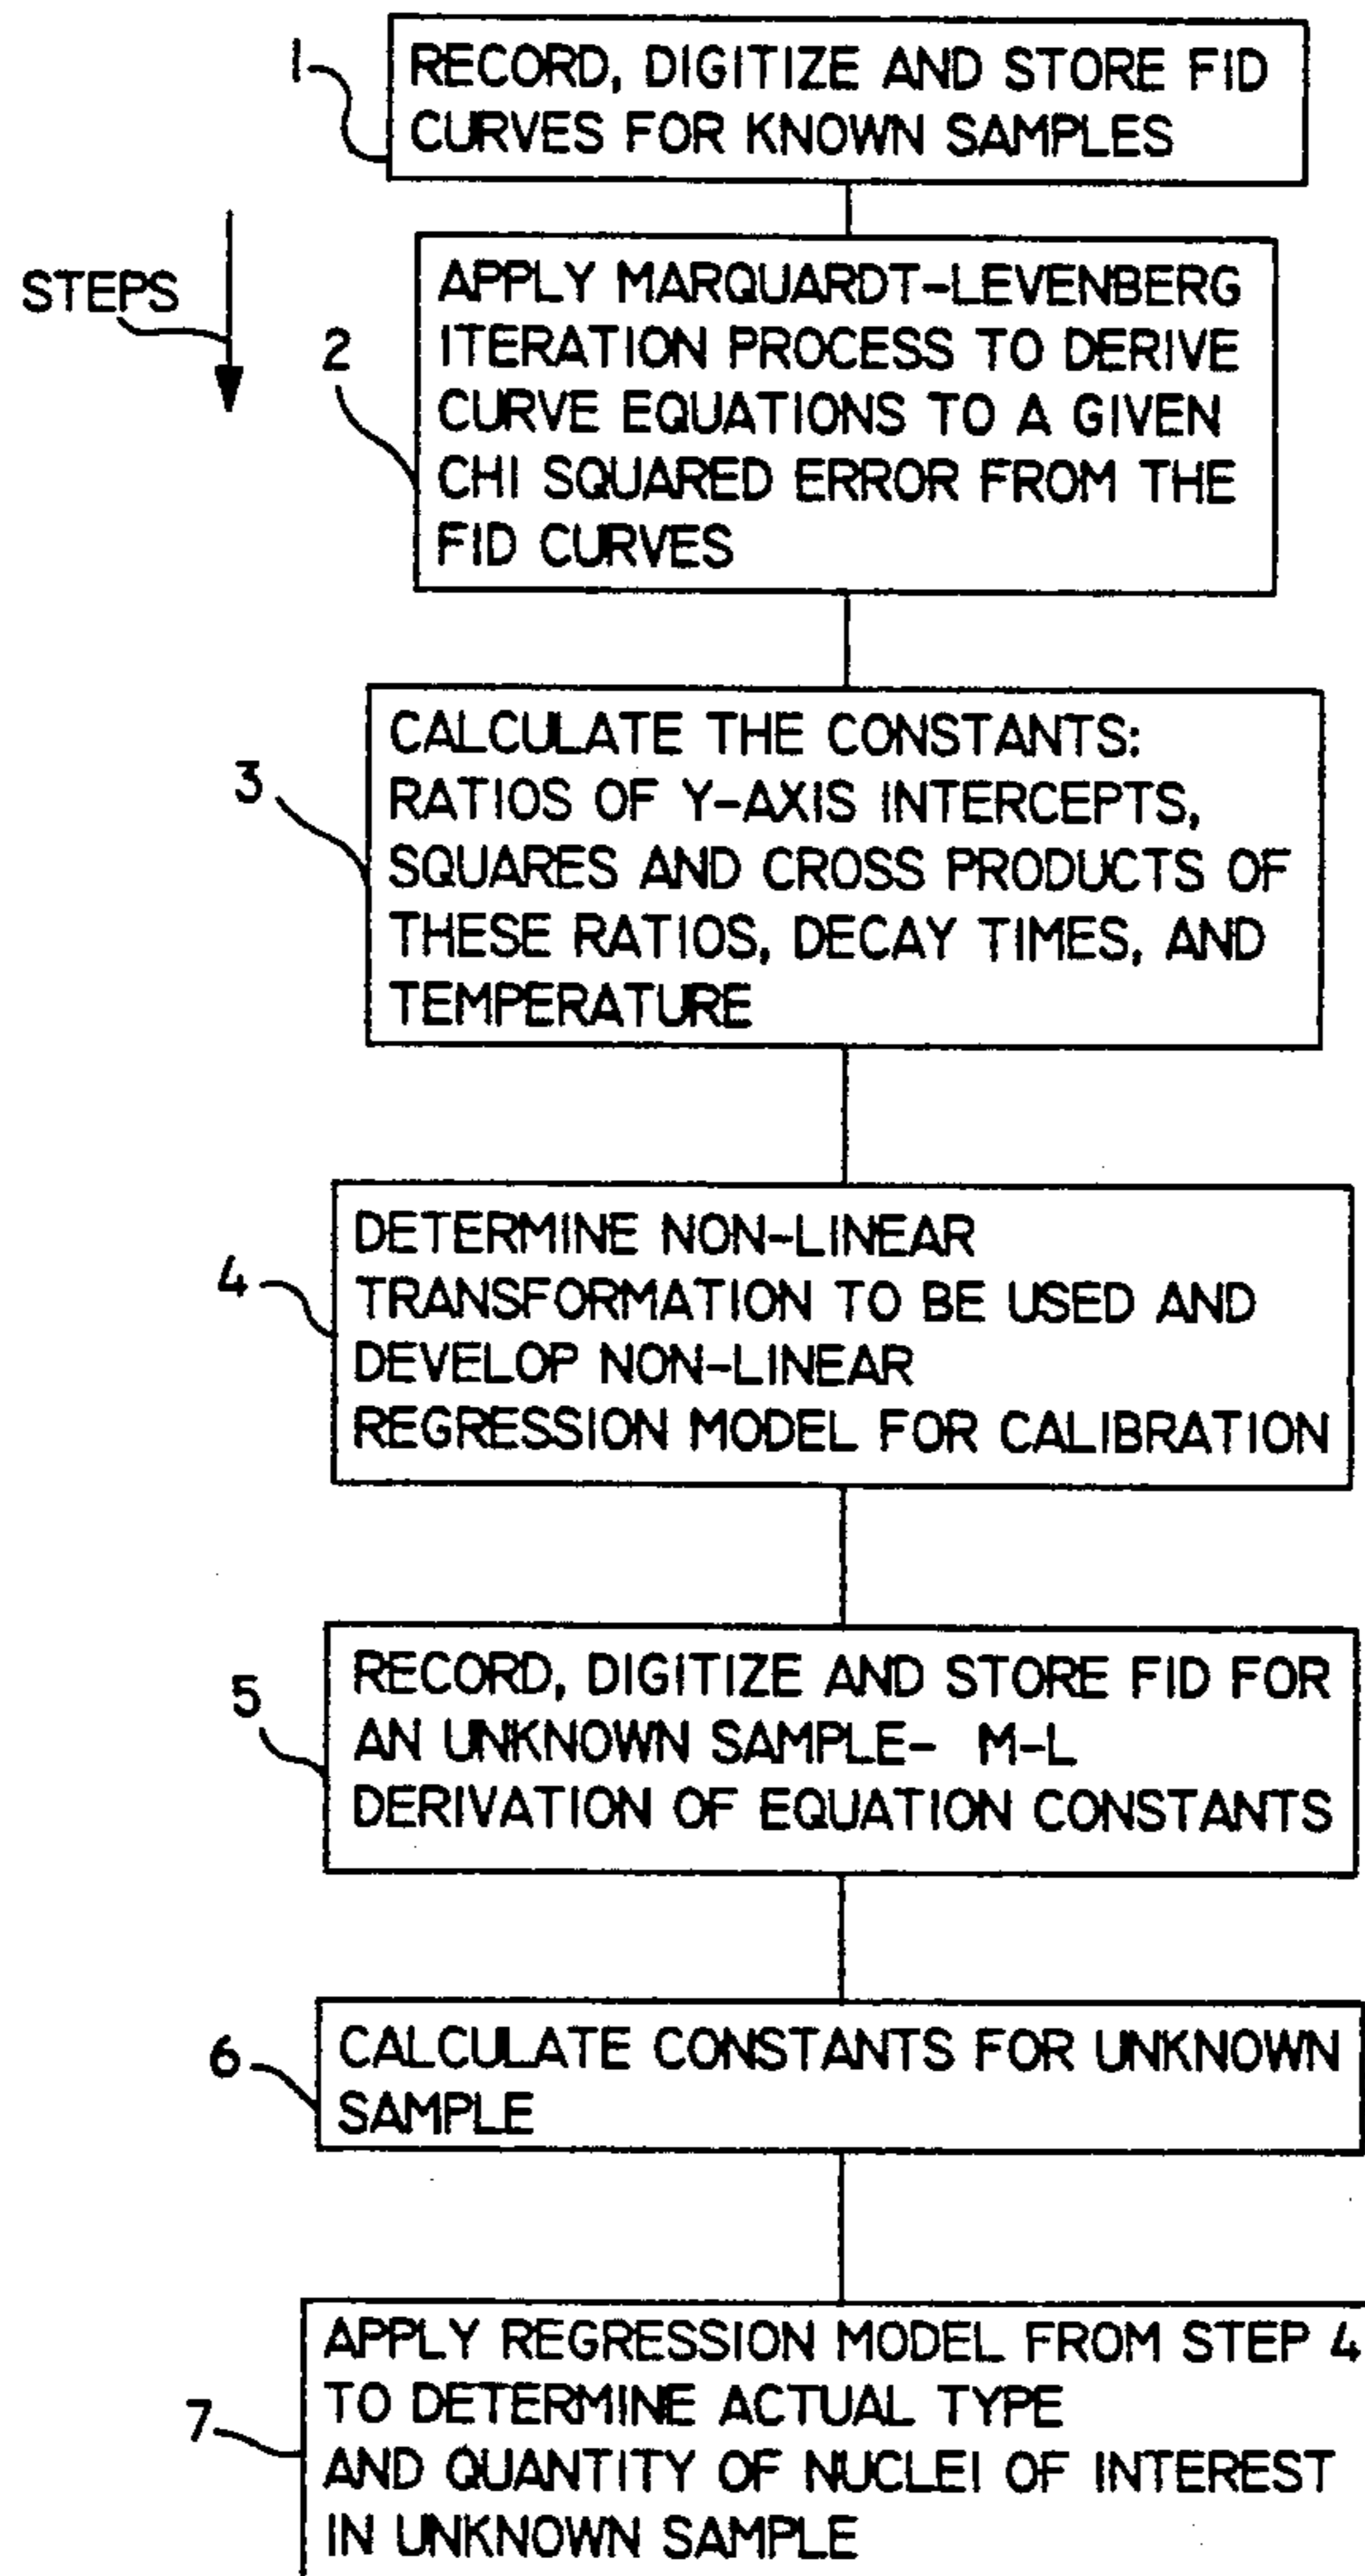 1
RECORD, DIGITIZE AND STORE FID
CURVES FOR KNOWN SAMPLES
STEPS
2
APPLY MARQUARDT-LEVENBERG
ITERATION PROCESS TO DERIVE
CURVE EQUATIONS TO A GIVEN
CHI SQUARED ERROR FROM THE
FID CURVES
3
CALCULATE THE CONSTANTS:
RATIOS OF Y-AXIS INTERCEPTS,
SQUARES AND CROSS PRODUCTS OF
THESE RATIOS, DECAY TIMES, AND
TEMPERATURE
4
DETERMINE NON-LINEAR
TRANSFORMATION TO BE USED AND
DEVELOP NON-LINEAR
REGRESSION MODEL FOR CALIBRATION
5
RECORD, DIGITIZE AND STORE FID FOR
AN UNKNOWN SAMPLE- M-L
DERIVATION OF EQUATION CONSTANTS
6
CALCULATE CONSTANTS FOR UNKNOWN
SAMPLE
7
APPLY REGRESSION MODEL FROM STEP 4
TO DETERMINE ACTUAL TYPE
AND QUANTITY OF NUCLEI OF INTEREST
IN UNKNOWN SAMPLE